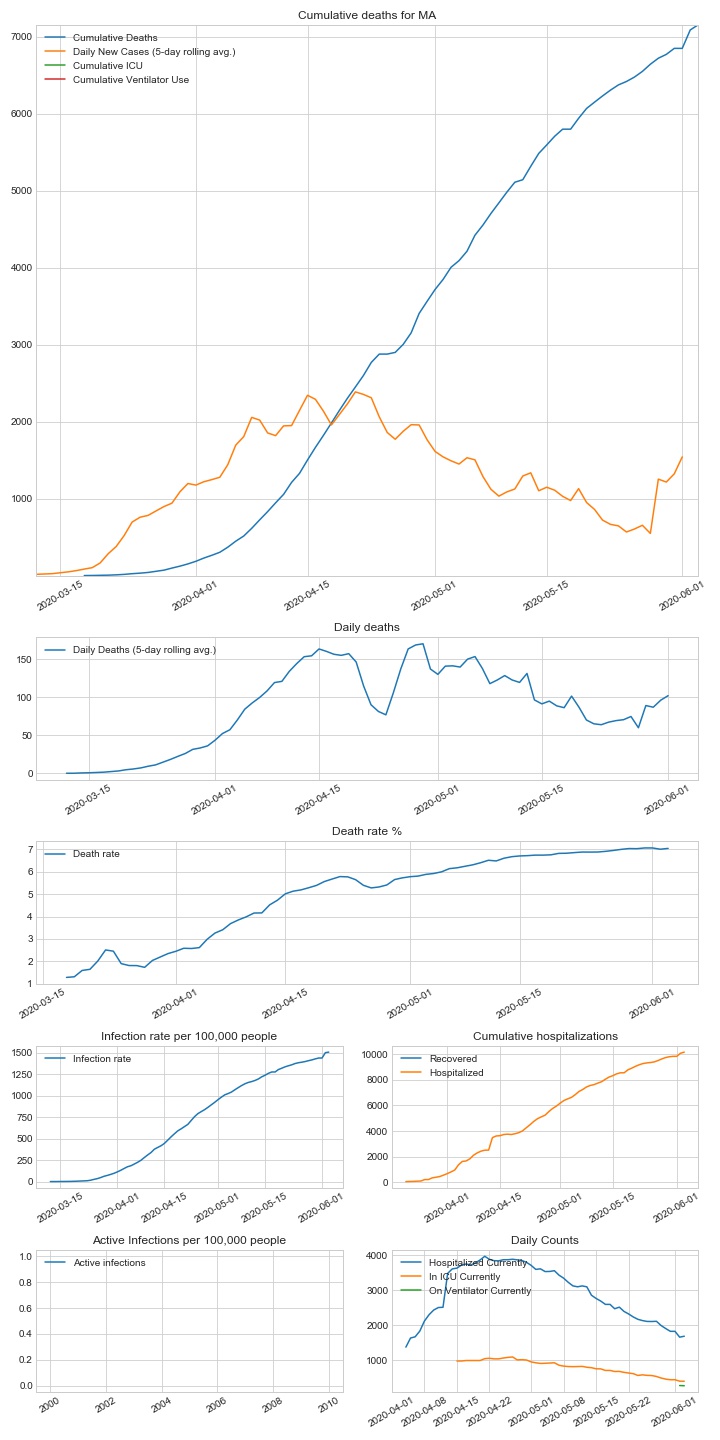 Cumulative deaths for MA
Cumulative Deaths
Daily New Cases (5-day rolling avg.)
Cumulative ICU
Cumulative Ventilator Use
7000
6000
5000
4000
3000
2000
1000
2020-03-15 2020-04-01 2020-04-15 2020-05-01 2020-05-15 2020-06-01
Daily deaths
Daily Deaths (5-day rolling avg.)
150
100
50
0
2020-03-15 2020-04-01 2020-04-15 2020-05-01 2020-05-15 2020-06-01
Death rate %
Death rate
7
6
5
4
3
2
1
2020-03-15 2020-04-01 2020-04-15 2020-05-01 2020-05-15 2020-06-01
Infection rate per 100,000 people
Infection rate
1500
1250
1000
750
500
250
0
2020-03-15 2020-04-01 2020-04-15 2020-05-01 2020-05-15 2020-06-01
Cumulative hospitalizations
Recovered
Hospitalized
10000
8000
6000
4000
2000
0
2020-04-01 2020-04-15 2020-05-01 2020-05-15 2020-06-01
Active Infections per 100,000 people
Active infections
1.0
0.8
0.6
0.4
0.2
0.0
2000 2002 2004 2006 2008 2010
Daily Counts
Hospitalized Currently
In ICU Currently
On Ventilator Currently
4000
3000
2000
1000
2020-04-01 2020-04-08 2020-04-15 2020-04-22 2020-05-01 2020-05-08 2020-05-15 2020-05-22 2020-06-01